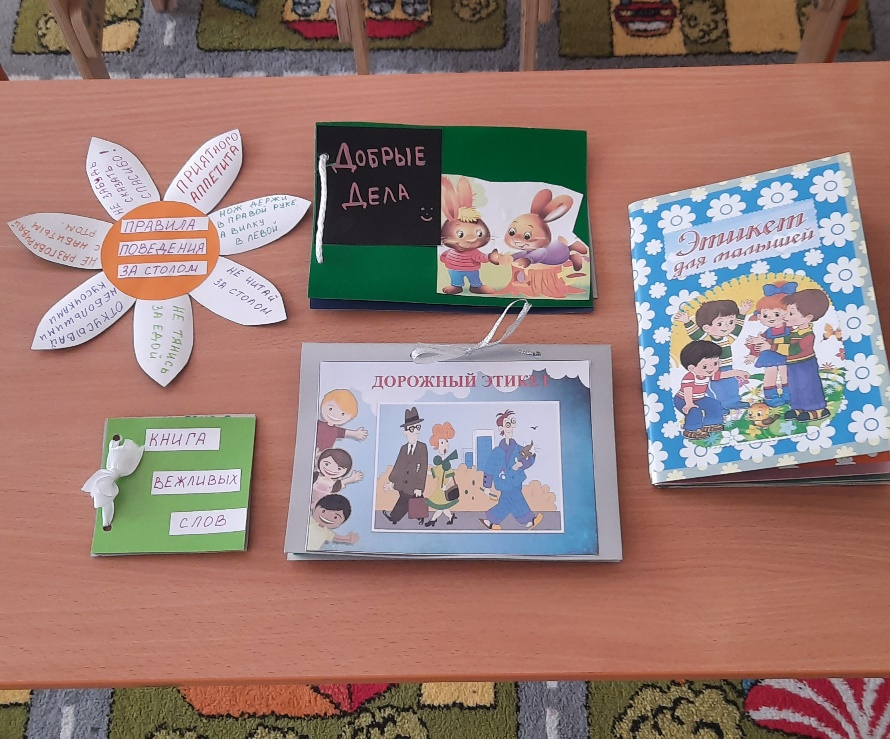 ПРАВИЛА
ПОВЕДЕНИЯ
ЗА СТОЛОМ
ПРИЯТНОГО
АППЕТИТА
НОЖ ДЕРЖИ
В ПРАВОЙ РУКЕ
А ВИЛКУ
В ЛЕВОЙ
НЕ ЧИТАЙ
ЗА СТОЛОМ
НЕ ТЯНИСЬ
ЗА ЕДОЙ
ОТКУСЫВАЙ
НЕБОЛЬШИМИ
КУСОЧКАМИ
НЕ РАЗГОВАРИВАЙ
С НАБИТЫМ
РТОМ
НЕ ЗАБУДЬ
СКАЗАТЬ
СПАСИБО!
ДОБРЫЕ
ДЕЛА
Этикет
для малышей
КНИГА
ВЕЖЛИВЫХ
СЛОВ
ДОРОЖНЫЙ ЭТИКЕТ